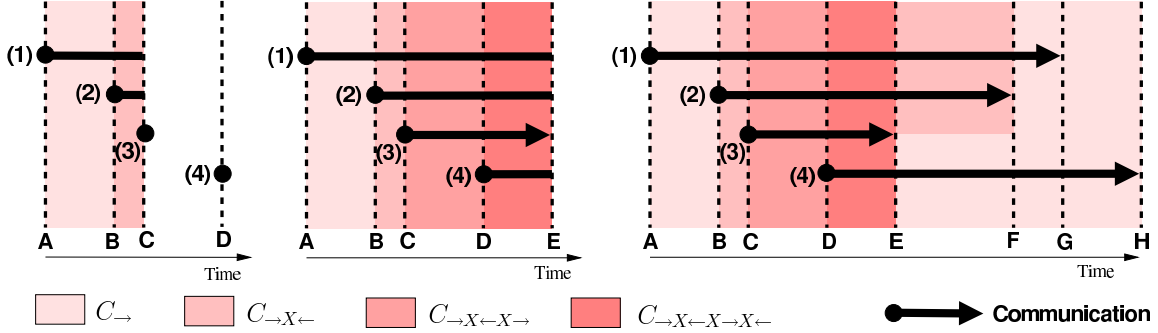 (1)
(2)
(3)
(4)
A B C D
Time
(1)
(2)
(3)
(4)
A B C D E
Time
(1)
(2)
(3)
(4)
A B C D E F G H
Time
C→ C→X← C→X←X→ C→X←X→X← Communication